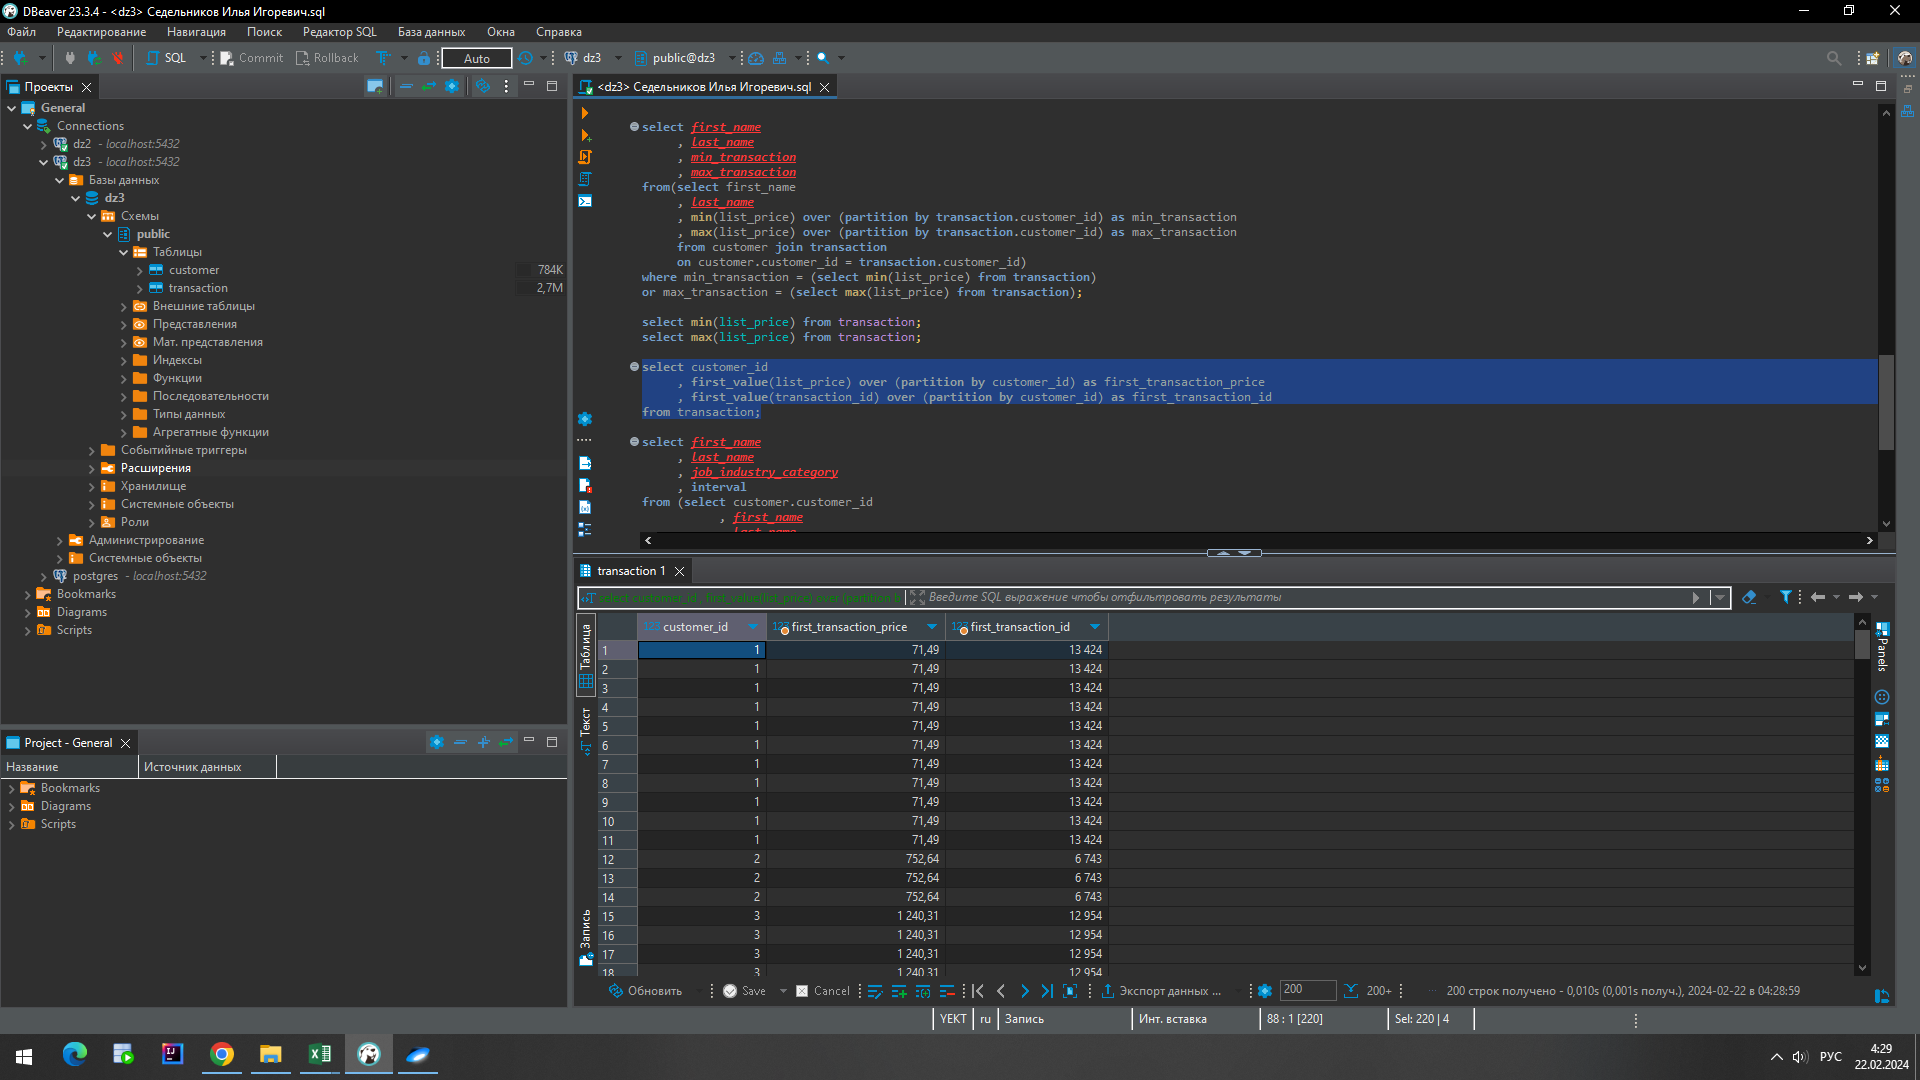 DBeaver 23.3.4 - <dz3> Седельников Илья Игоревич.sql
Файл Редактирование Навигация Поиск Редактор SQL База данных Окна Справка
SQL Commit Rollback Auto dz3 public@dz3
Проекты
General
Connections
dz2 - localhost:5432
dz3 - localhost:5432
Базы данных
dz3
Схемы
public
Таблицы
customer 784K
transaction 2,7M
Внешние таблицы
Представления
Мат. представления
Индексы
Функции
Последовательности
Типы данных
Агрегатные функции
Событийные триггеры
Расширения
Хранилище
Системные объекты
Роли
Администрирование
Системные объекты
postgres - localhost:5432
Bookmarks
Diagrams
Scripts
Project - General
Название Источник данных
Bookmarks
Diagrams
Scripts
<dz3> Седельников Илья Игоревич.sql
select first_name
, last_name
, min_transaction
, max_transaction
from(select first_name
, last_name
, min(list_price) over (partition by transaction.customer_id) as min_transaction
, max(list_price) over (partition by transaction.customer_id) as max_transaction
from customer join transaction
on customer.customer_id = transaction.customer_id)
where min_transaction = (select min(list_price) from transaction)
or max_transaction = (select max(list_price) from transaction);
select min(list_price) from transaction;
select max(list_price) from transaction;
select customer_id
, first_value(list_price) over (partition by customer_id) as first_transaction_price
, first_value(transaction_id) over (partition by customer_id) as first_transaction_id
from transaction;
select first_name
, last_name
, job_industry_category
, interval
from (select customer.customer_id
, first_name
last_name
transaction 1
select customer_id , first_value(list_price) over (partition b Введите SQL выражение чтобы отфильтровать результаты
Таблица
Текст
Запись
Panels
123 customer_id 123 first_transaction_price 123 first_transaction_id
1 1 71,49 13 424
2 1 71,49 13 424
3 1 71,49 13 424
4 1 71,49 13 424
5 1 71,49 13 424
6 1 71,49 13 424
7 1 71,49 13 424
8 1 71,49 13 424
9 1 71,49 13 424
10 1 71,49 13 424
11 1 71,49 13 424
12 2 752,64 6 743
13 2 752,64 6 743
14 2 752,64 6 743
15 3 1 240,31 12 954
16 3 1 240,31 12 954
17 3 1 240,31 12 954
18 3 1 240,31 12 954
Обновить Save Cancel Экспорт данных ... 200 200+ 200 строк получено - 0,010s (0,001s получ.), 2024-02-22 в 04:28:59
YEKT ru Запись Инт. вставка 88 : 1 [220] Sel: 220 | 4
РУС 4:29
22.02.2024